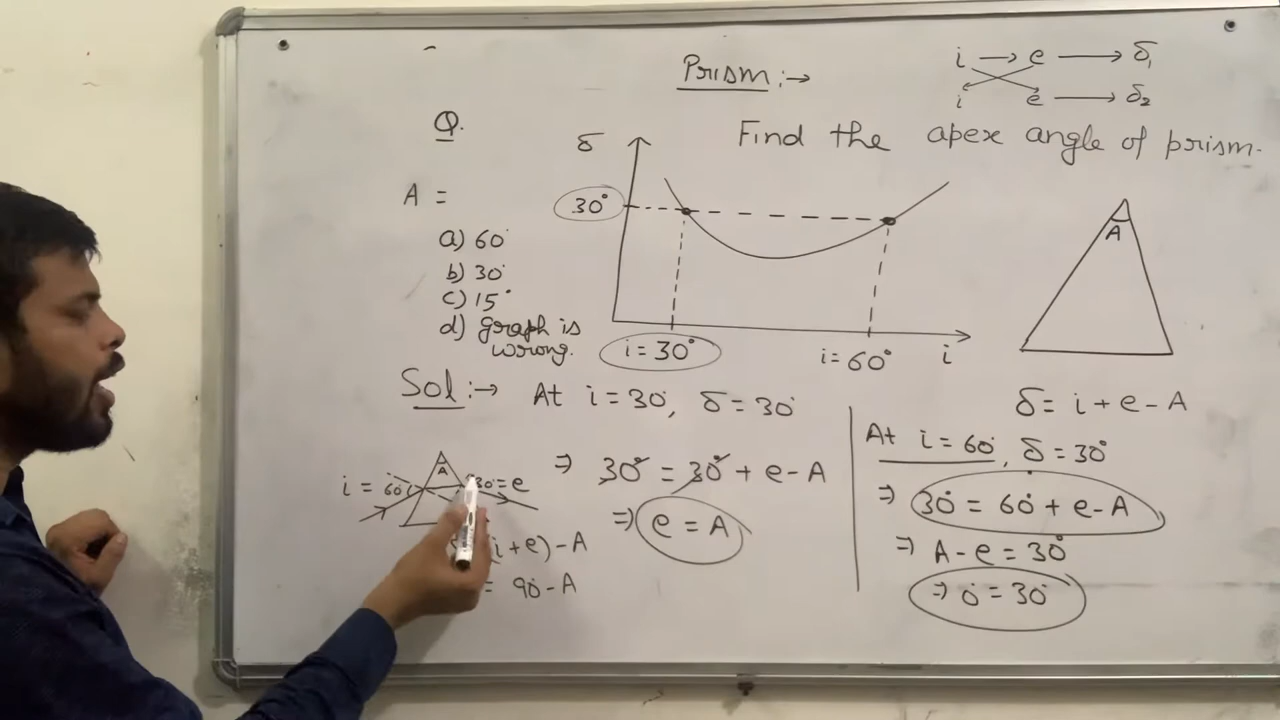 Prism :→
i → e → δ₁
i e → δ₂
Q.
Find the apex angle of prism.
δ
30°
A =
a) 60°
b) 30°
c) 15°
d) graph is
wrong.
i = 30°
i = 60°
i
A
Sol :→ At i = 30°, δ = 30°
⇒ 30° = 30° + e - A
⇒ e = A
i = 60°
A
30° = e
(i + e) - A
= 90° - A
δ = i + e - A
At i = 60°, δ = 30°
⇒ 30° = 60° + e - A
⇒ A - e = 30°
⇒ 0° = 30°